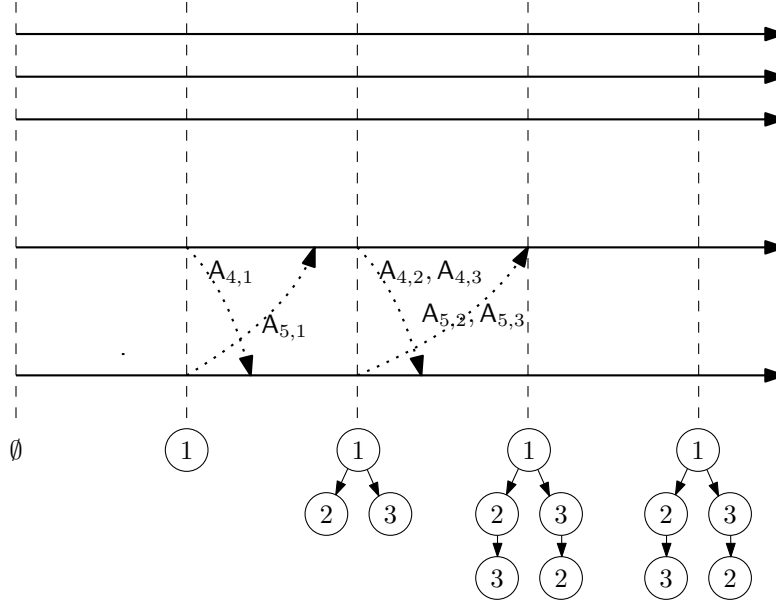 A₄,₁
A₄,₂, A₄,₃
A₅,₁
A₅,₂, A₅,₃
∅ 1 1 1 1
2 3 2 3 2 3
3 2 3 2